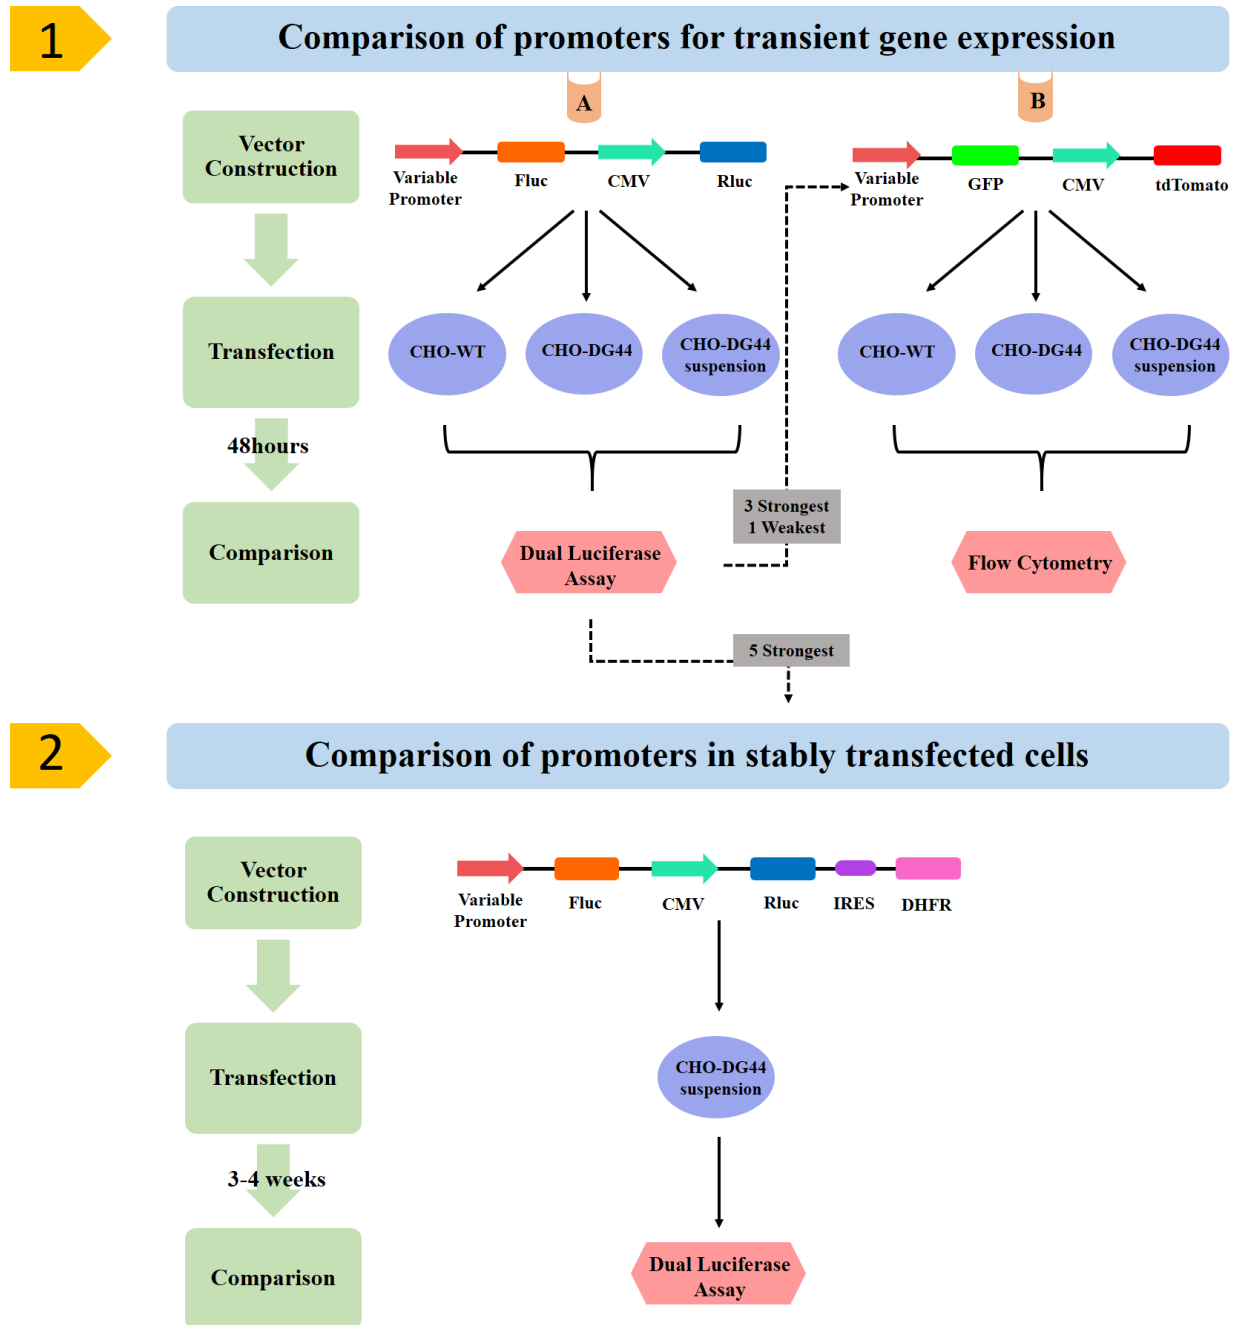 1
Comparison of promoters for transient gene expression
A
B
Vector
Construction
Variable
Promoter
Fluc
CMV
Rluc
Variable
Promoter
GFP
CMV
tdTomato
Transfection
CHO-WT
CHO-DG44
CHO-DG44
suspension
CHO-WT
CHO-DG44
CHO-DG44
suspension
48hours
3 Strongest
1 Weakest
Comparison
Dual Luciferase
Assay
Flow Cytometry
5 Strongest
2
Comparison of promoters in stably transfected cells
Vector
Construction
Variable
Promoter
Fluc
CMV
Rluc
IRES
DHFR
Transfection
CHO-DG44
suspension
3-4 weeks
Comparison
Dual Luciferase
Assay